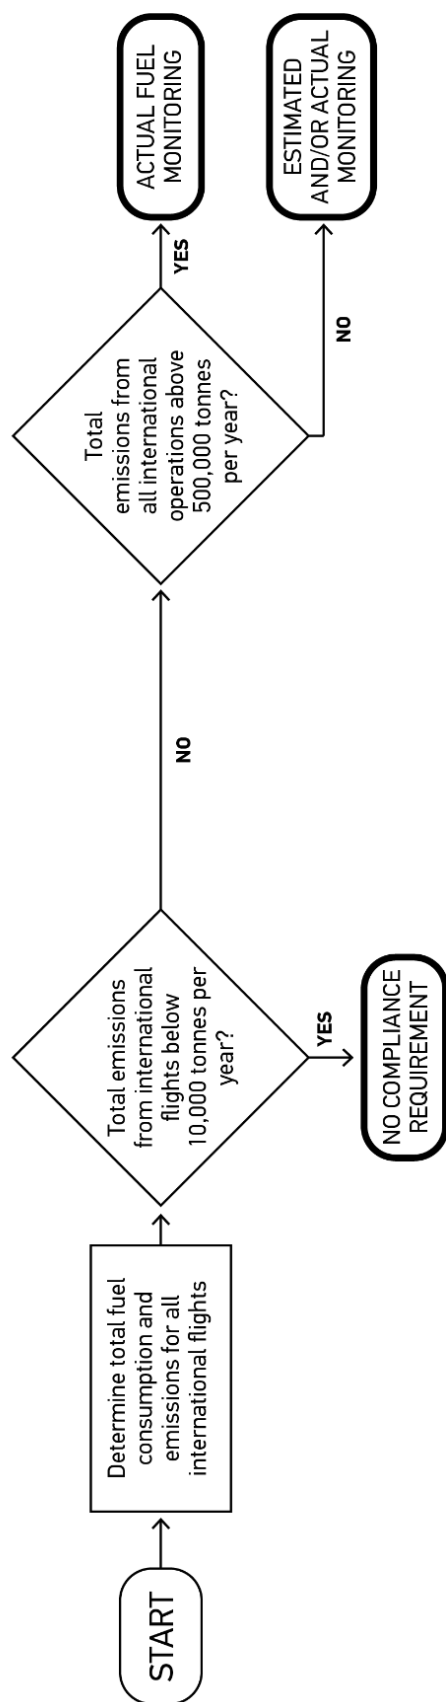 START
Determine total fuel
consumption and
emissions for all
international flights
Total emissions
from international
flights below
10,000 tonnes per
year?
YES
NO COMPLIANCE
REQUIREMENT
NO
Total
emissions from
all international
operations above
500,000 tonnes
per year?
YES
ACTUAL FUEL
MONITORING
NO
ESTIMATED
AND/OR ACTUAL
MONITORING